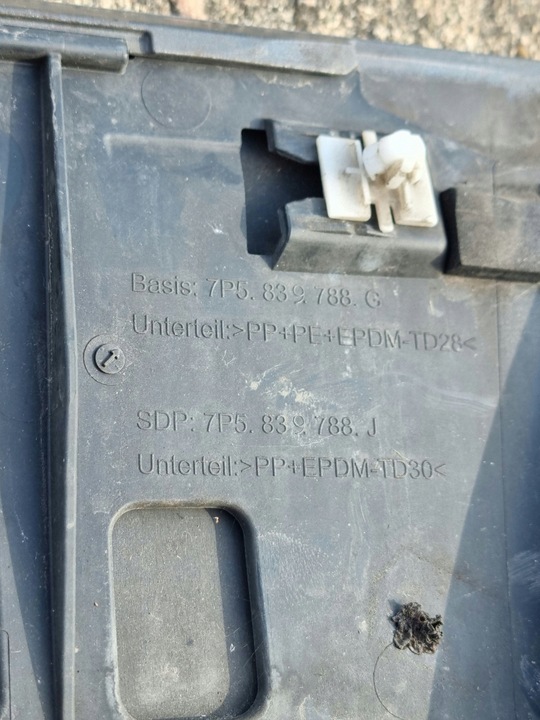 Basis: 7P5. 839. 788. G
Unterteil:>PP+PE+EPDM-TD28<
SDP: 7P5. 839. 788. J
Unterteil:>PP+EPDM-TD30<